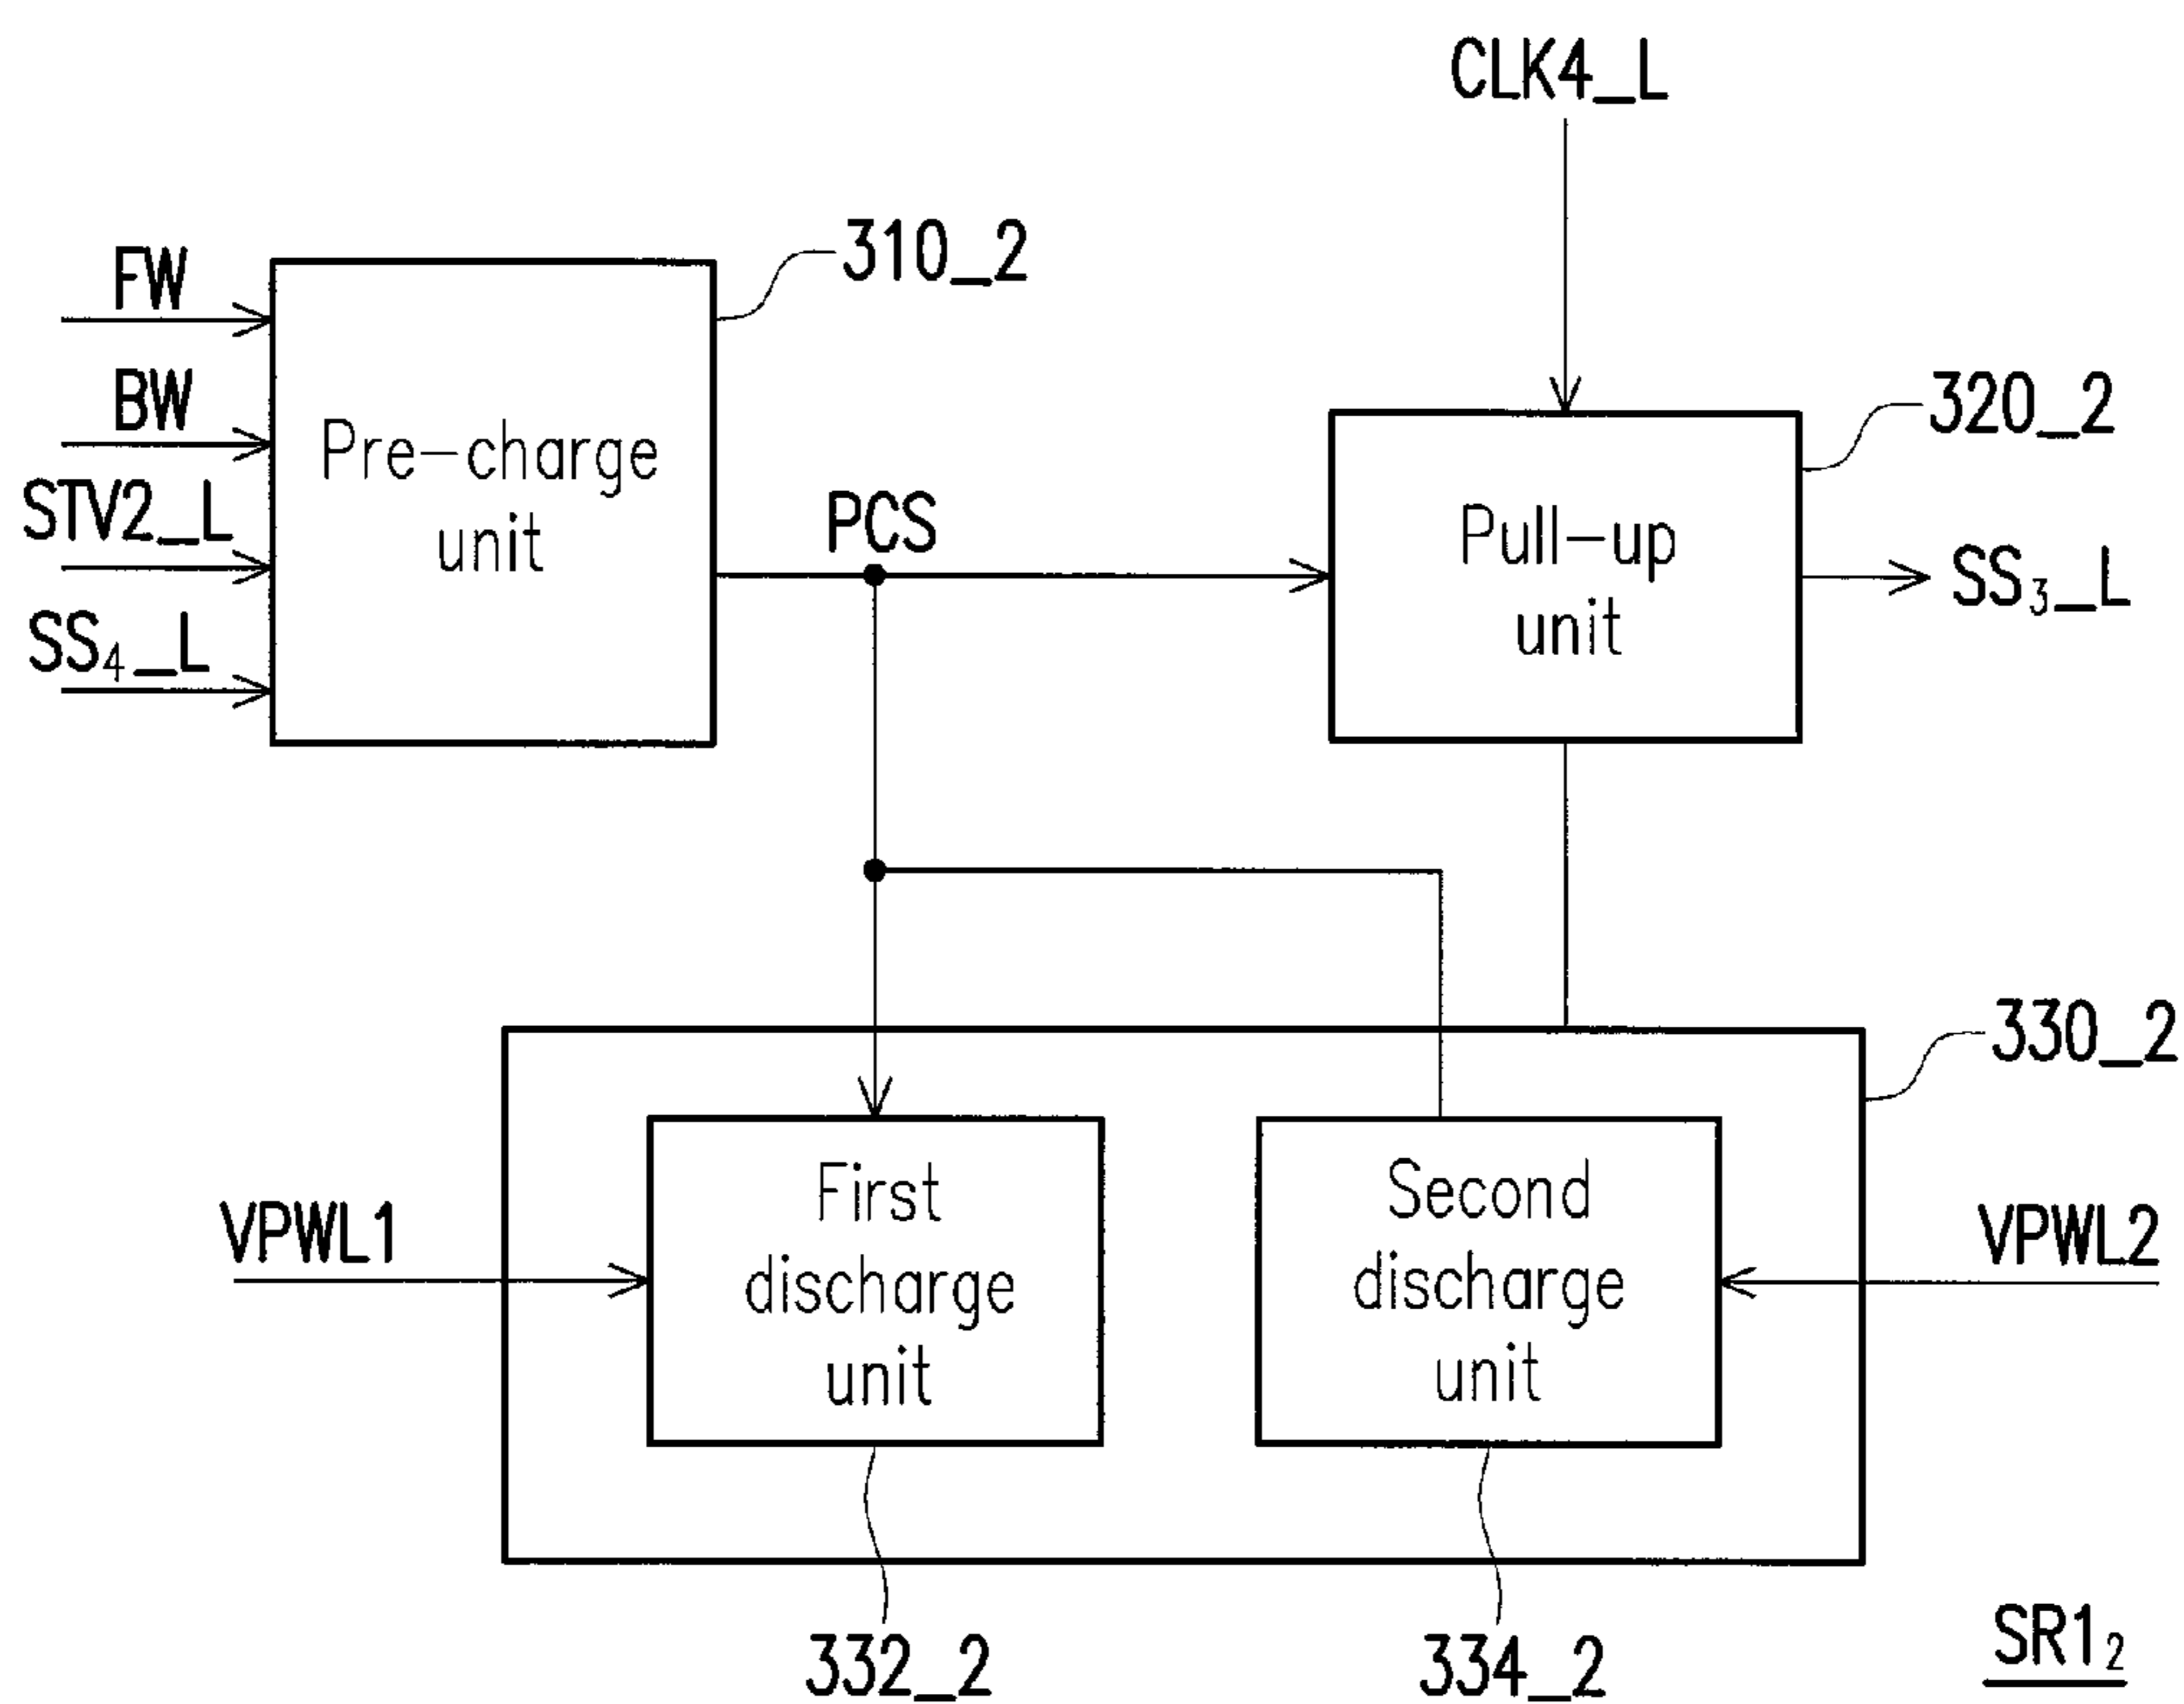 CLK4_L
310_2
FW
320_2
BW
Pre-charge
unit
STV2_L
PCS
Pull-up
unit
SS₃_L
SS₄_L
330_2
First
discharge
unit
Second
discharge
unit
VPWL1
VPWL2
332_2
334_2
SR1₂